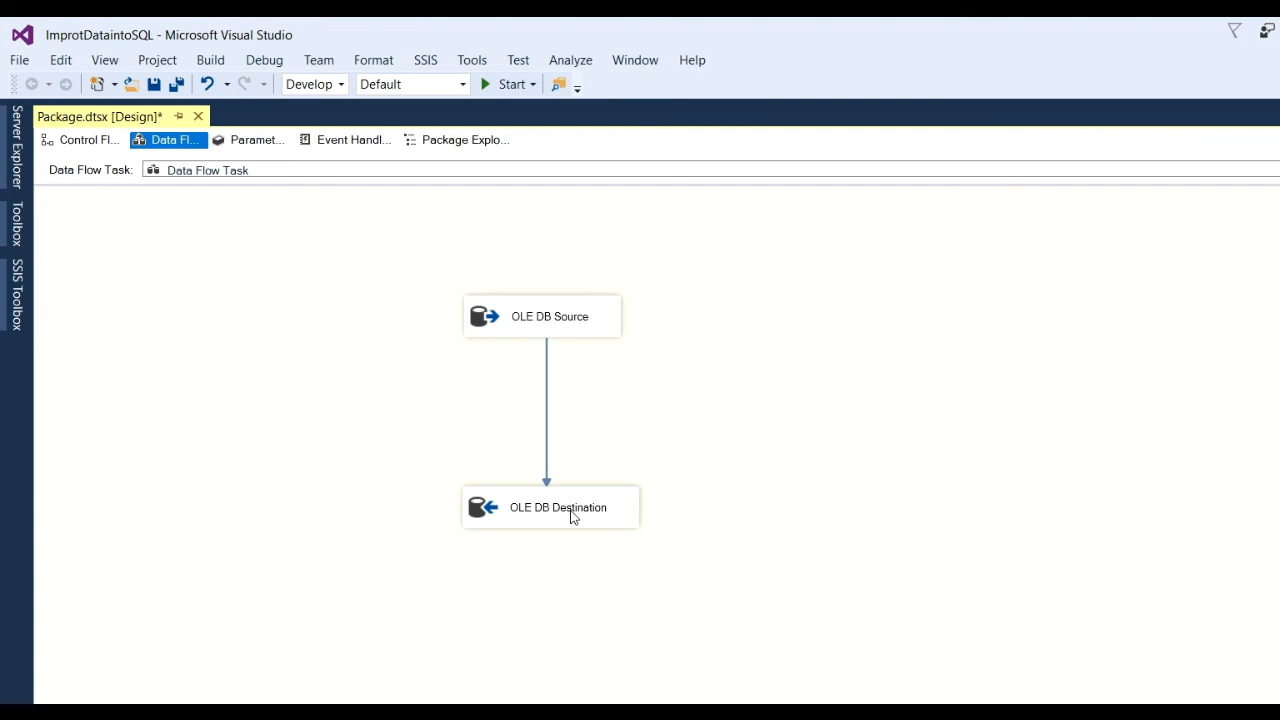 ImprotDataintoSQL - Microsoft Visual Studio
File Edit View Project Build Debug Team Format SSIS Tools Test Analyze Window Help
Develop Default Start
Package.dtsx [Design]*
Control Fl... Data Fl... Paramet... Event Handl... Package Explo...
Data Flow Task: Data Flow Task
Server Explorer
Toolbox
SSIS Toolbox
OLE DB Source
OLE DB Destination